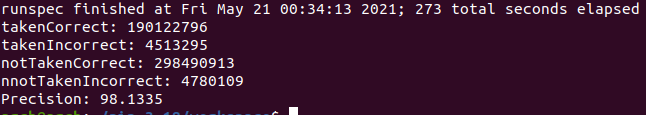 runspec finished at Fri May 21 00:34:13 2021; 273 total seconds elapsed
takenCorrect: 190122796
takenIncorrect: 4513295
notTakenCorrect: 298490913
nnotTakenIncorrect: 4780109
Precision: 98.1335